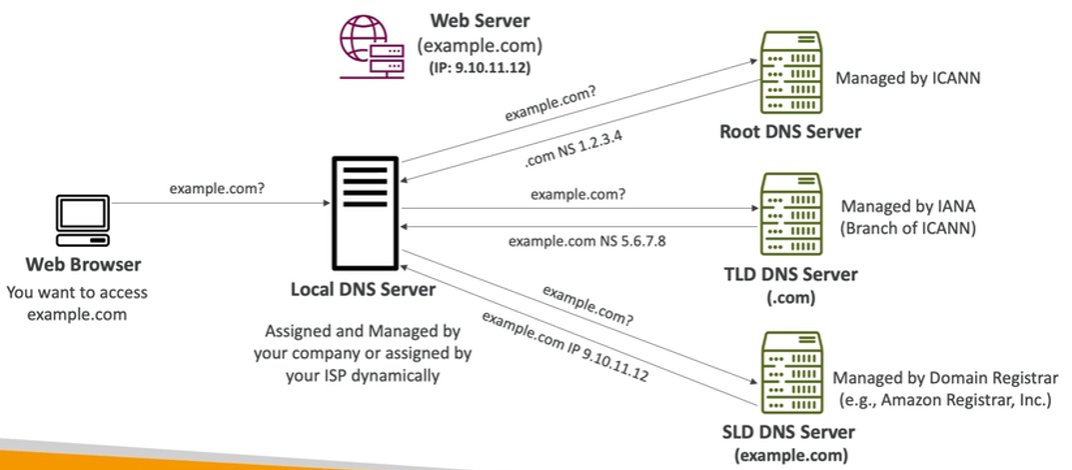 Web Server
(example.com)
(IP: 9.10.11.12)
Managed by ICANN
Root DNS Server
example.com?
.com NS 1.2.3.4
example.com?
Web Browser
You want to access
example.com
Local DNS Server
Assigned and Managed by
your company or assigned by
your ISP dynamically
example.com?
example.com NS 5.6.7.8
Managed by IANA
(Branch of ICANN)
TLD DNS Server
(.com)
example.com?
example.com IP 9.10.11.12
Managed by Domain Registrar
(e.g., Amazon Registrar, Inc.)
SLD DNS Server
(example.com)